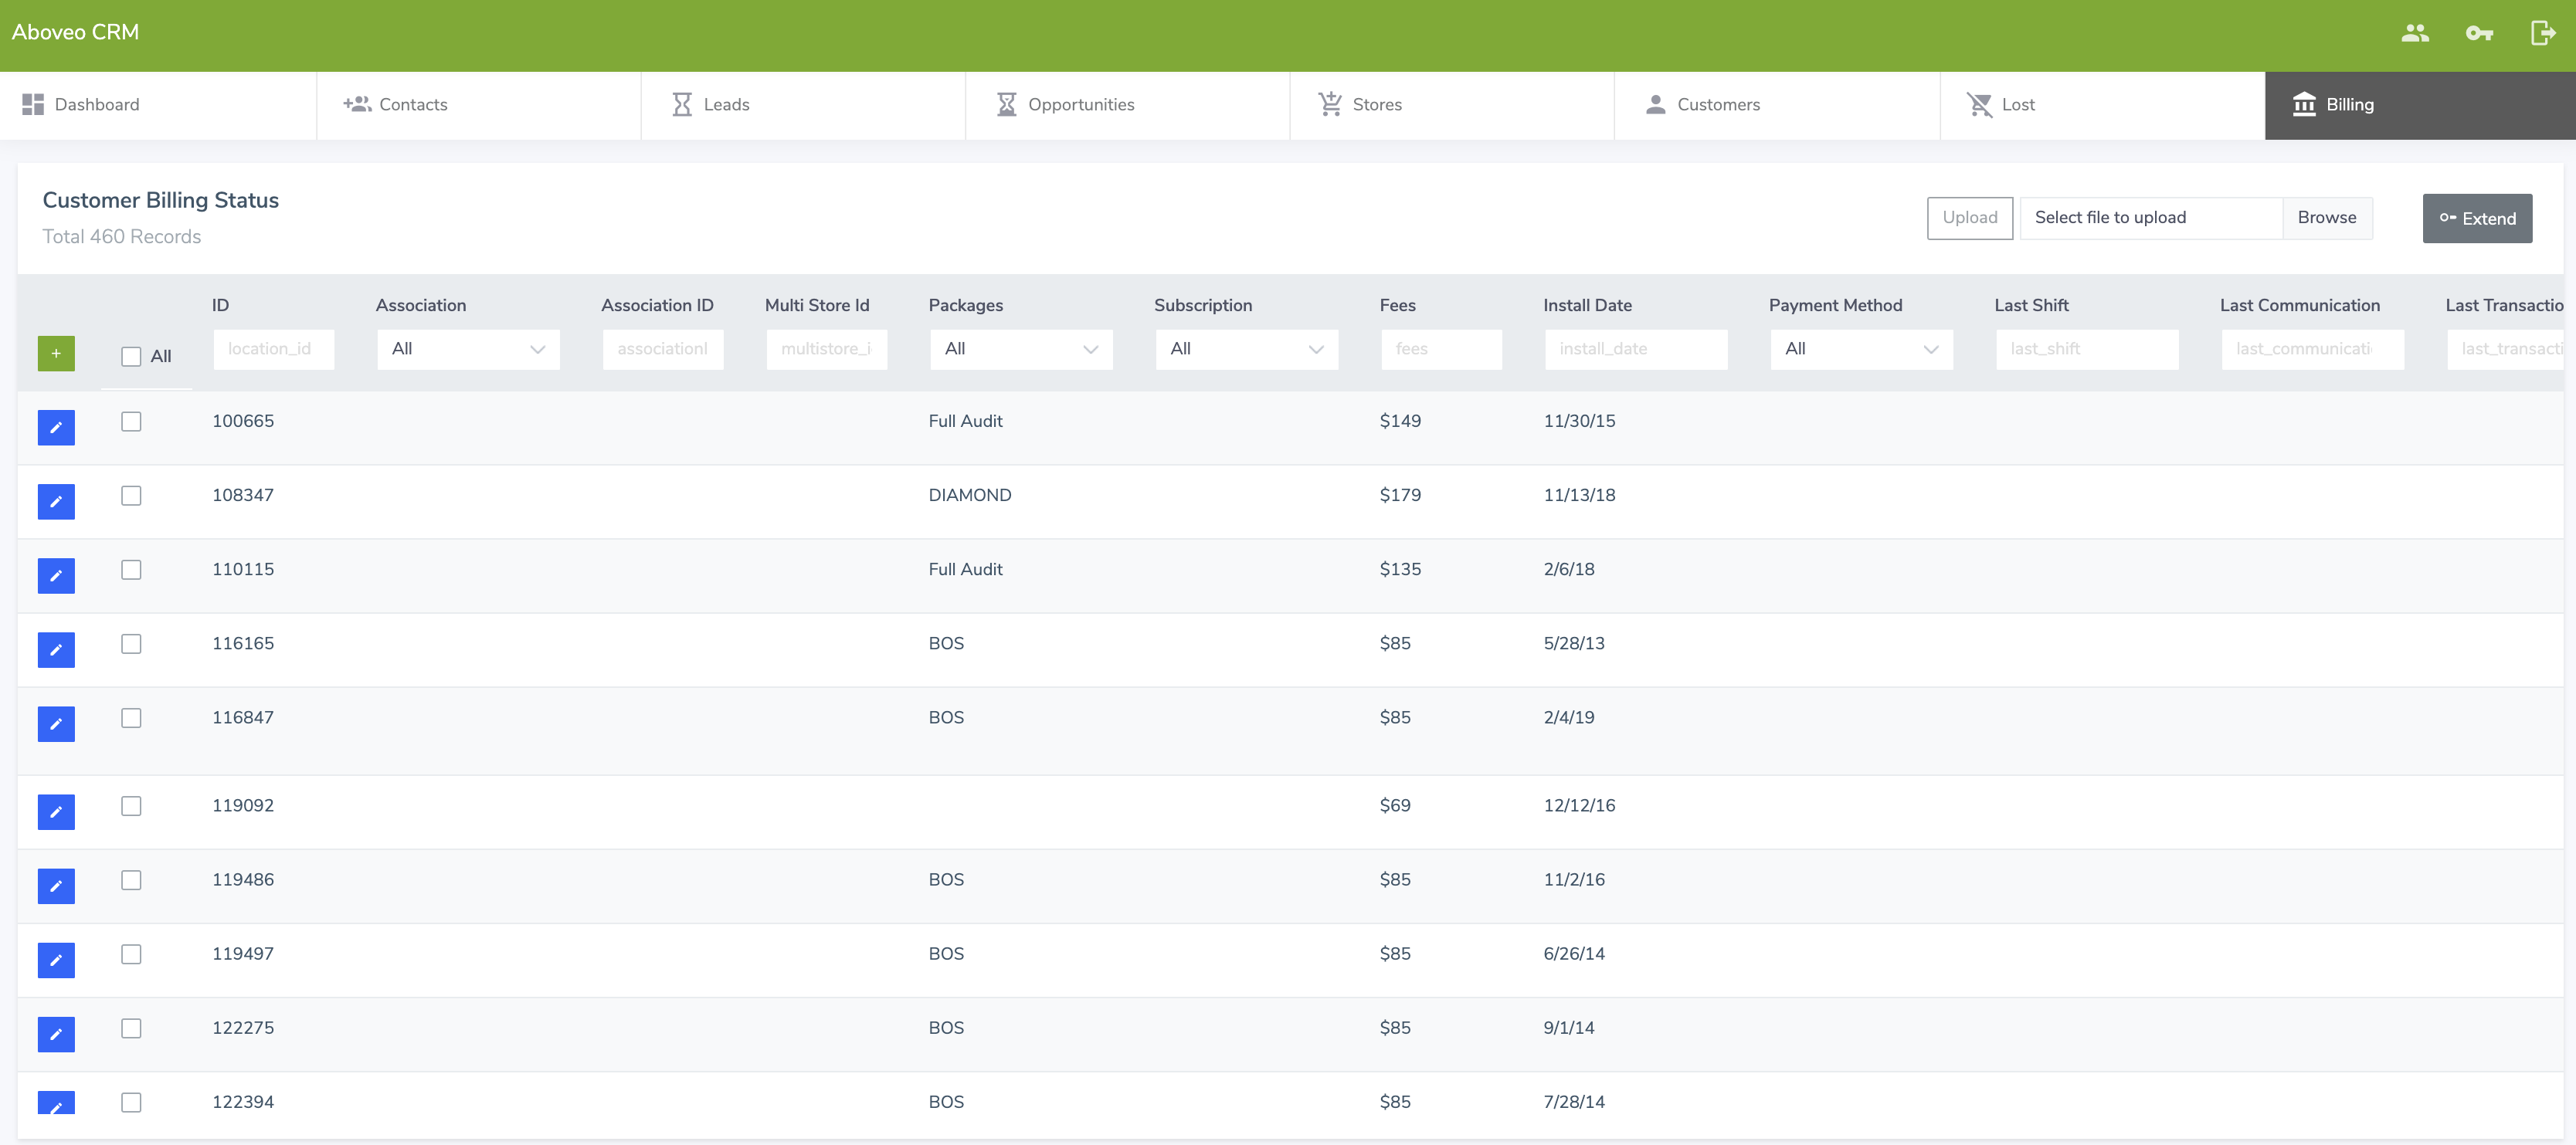 Aboveo CRM
Dashboard Contacts Leads Opportunities Stores Customers Lost Billing
Customer Billing Status
Total 460 Records
Upload Select file to upload Browse Extend
ID Association Association ID Multi Store Id Packages Subscription Fees Install Date Payment Method Last Shift Last Communication Last Transactio
+ All location_id All associationI multistore_i All All fees install_date All last_shift last_communicati last_transacti
100665 Full Audit $149 11/30/15
108347 DIAMOND $179 11/13/18
110115 Full Audit $135 2/6/18
116165 BOS $85 5/28/13
116847 BOS $85 2/4/19
119092 $69 12/12/16
119486 BOS $85 11/2/16
119497 BOS $85 6/26/14
122275 BOS $85 9/1/14
122394 BOS $85 7/28/14